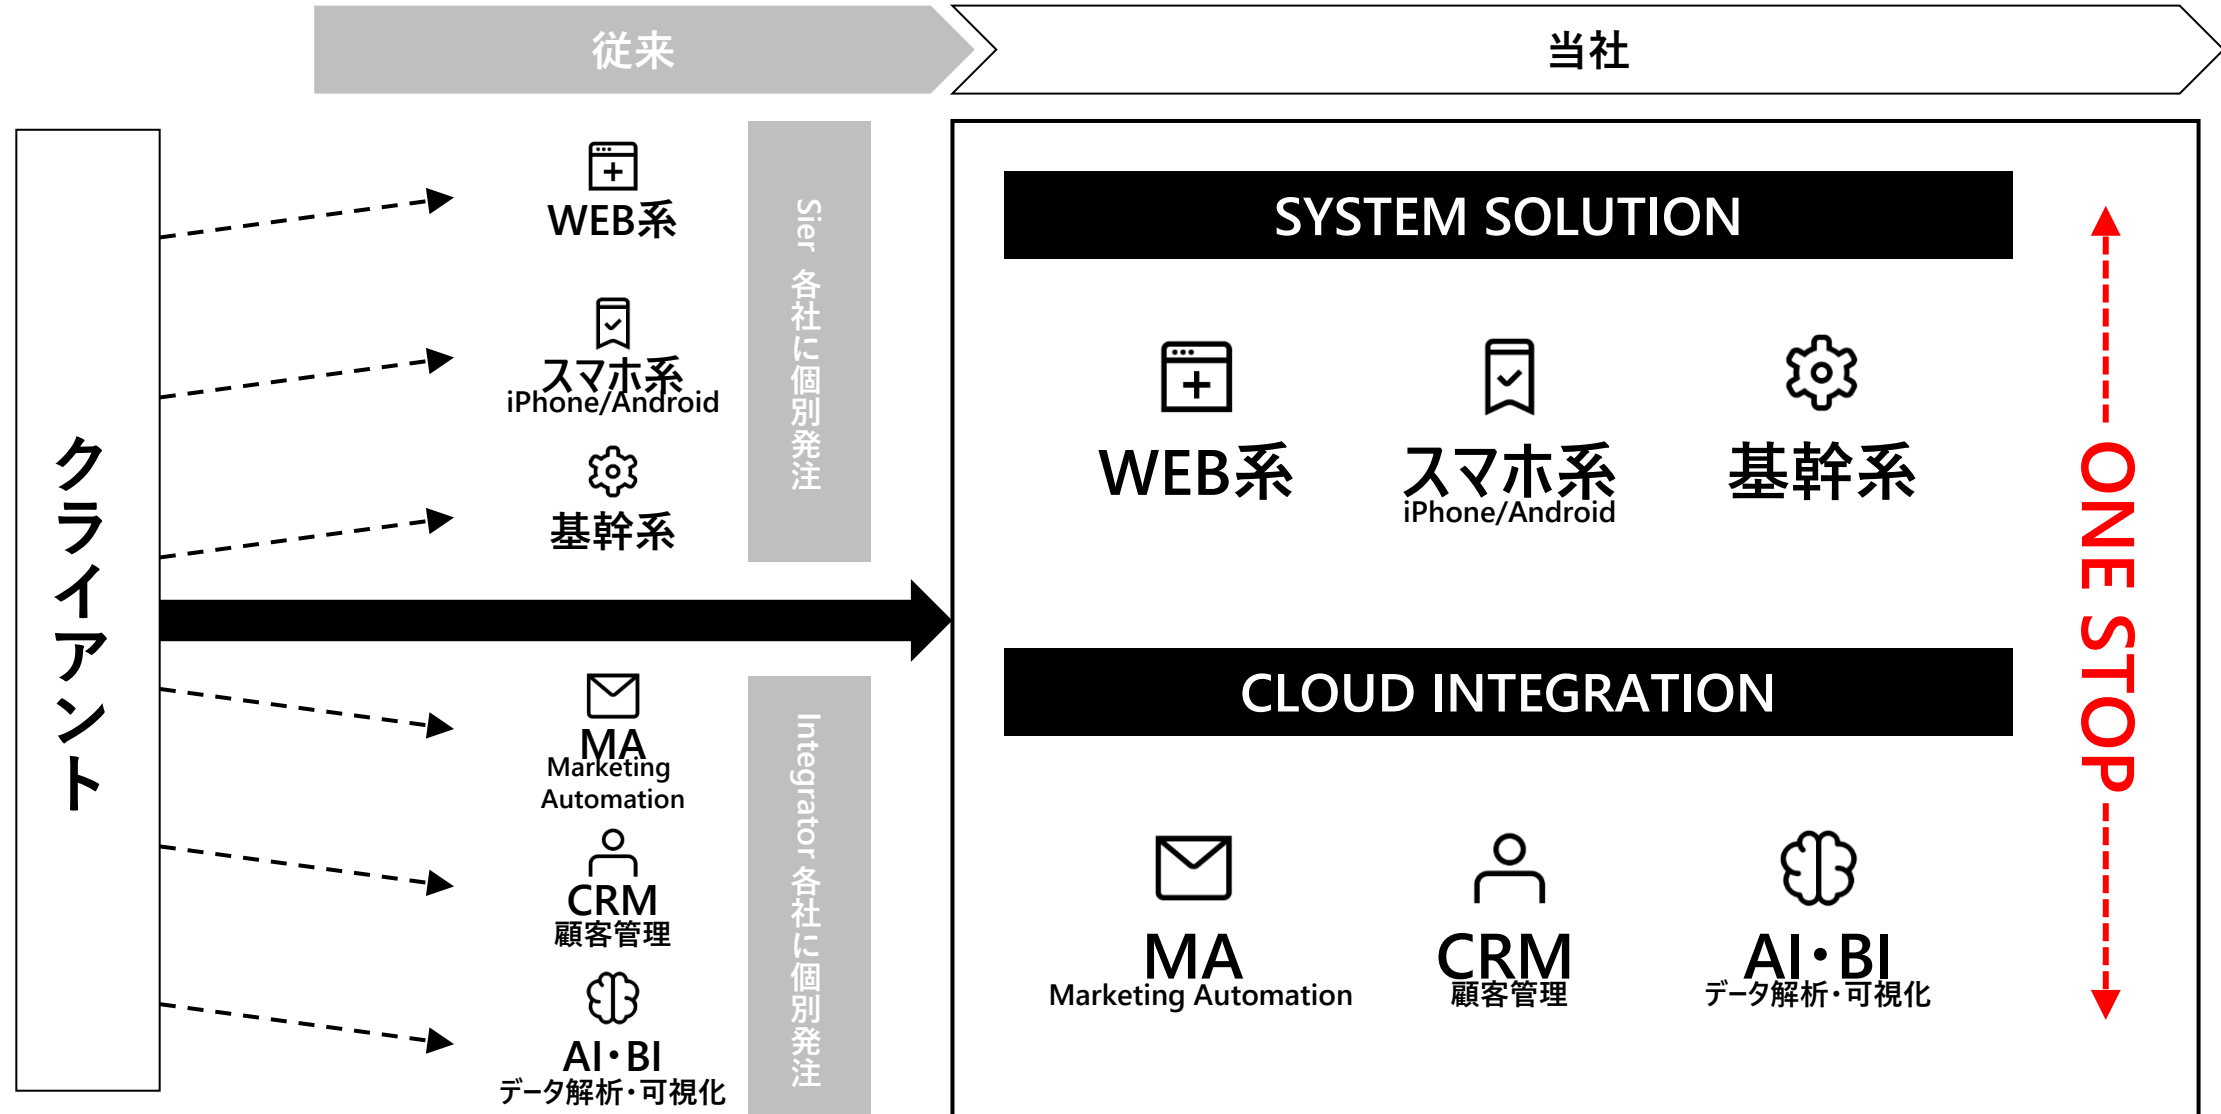 従来
当社
クライアント
WEB系
スマホ系
iPhone/Android
基幹系
Sier 各社に個別発注
MA
Marketing
Automation
CRM
顧客管理
AI・BI
データ解析・可視化
Integrator 各社に個別発注
SYSTEM SOLUTION
WEB系
スマホ系
iPhone/Android
基幹系
CLOUD INTEGRATION
MA
Marketing Automation
CRM
顧客管理
AI・BI
データ解析・可視化
ONE STOP